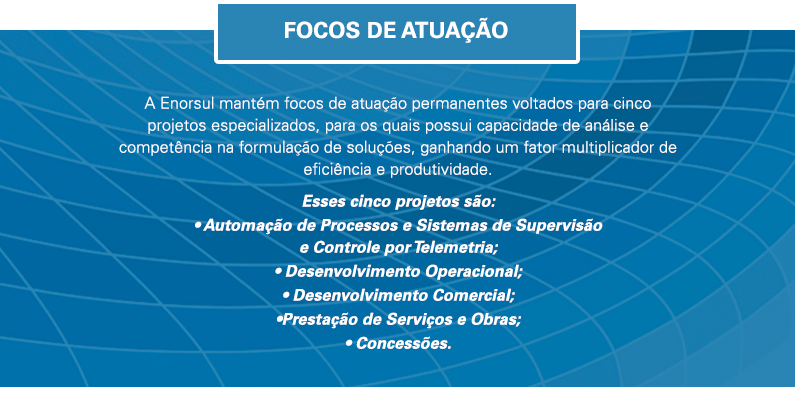 FOCOS DE ATUAÇÃO
A Enorsul mantém focos de atuação permanentes voltados para cinco
projetos especializados, para os quais possui capacidade de análise e
competência na formulação de soluções, ganhando um fator multiplicador de
eficiência e produtividade.
Esses cinco projetos são:
• Automação de Processos e Sistemas de Supervisão
e Controle por Telemetria;
• Desenvolvimento Operacional;
• Desenvolvimento Comercial;
•Prestação de Serviços e Obras;
• Concessões.